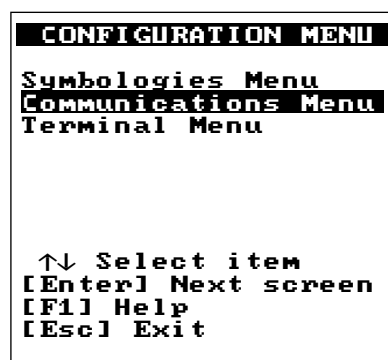 CONFIGURATION MENU
Symbologies Menu
Communications Menu
Terminal Menu
↑↓ Select item
[Enter] Next screen
[F1] Help
[Esc] Exit